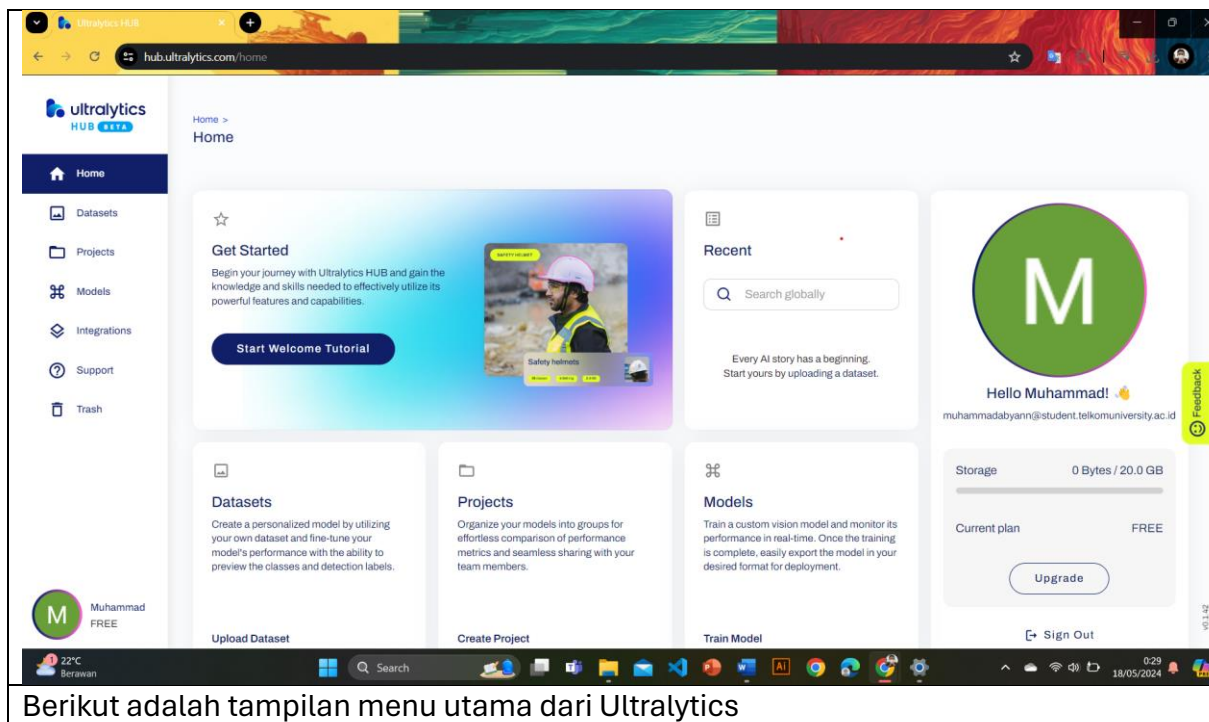 Ultralytics HUB
hub.ultralytics.com/home
ultralytics
HUB BETA
Home >
Home
Home
Datasets
Projects
Models
Integrations
Support
Trash
Get Started
Begin your journey with Ultralytics HUB and gain the
knowledge and skills needed to effectively utilize its
powerful features and capabilities.
Start Welcome Tutorial
SAFETY HELMET
Safety helmets
Recent
Search globally
Every AI story has a beginning.
Start yours by uploading a dataset.
M
Hello Muhammad!
muhammadabyann@student.telkomuniversity.ac.id
Feedback
Datasets
Create a personalized model by utilizing
your own dataset and fine-tune your
model's performance with the ability to
preview the classes and detection labels.
Upload Dataset
Projects
Organize your models into groups for
effortless comparison of performance
metrics and seamless sharing with your
team members.
Create Project
Models
Train a custom vision model and monitor its
performance in real-time. Once the training
is complete, easily export the model in your
desired format for deployment.
Train Model
Storage 0 Bytes / 20.0 GB
Current plan FREE
Upgrade
Sign Out
v0.1.42
M
Muhammad
FREE
1
22°C
Berawan
Search
Ai
0:29
18/05/2024
Berikut adalah tampilan menu utama dari Ultralytics